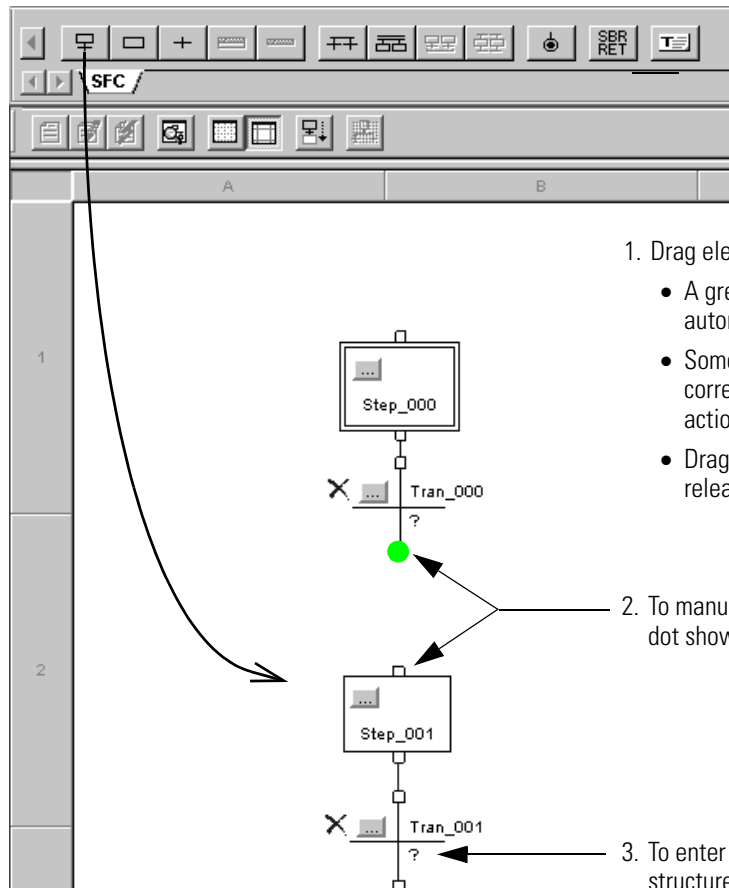 SBR
RET
SFC
A B
1. Drag ele
• A gre
autor
1
• Some
corre
Step_000
actio
• Drag
relea
Tran_000
?
2. To manu
dot show
2
Step_001
Tran_001
?
3. To enter
structure